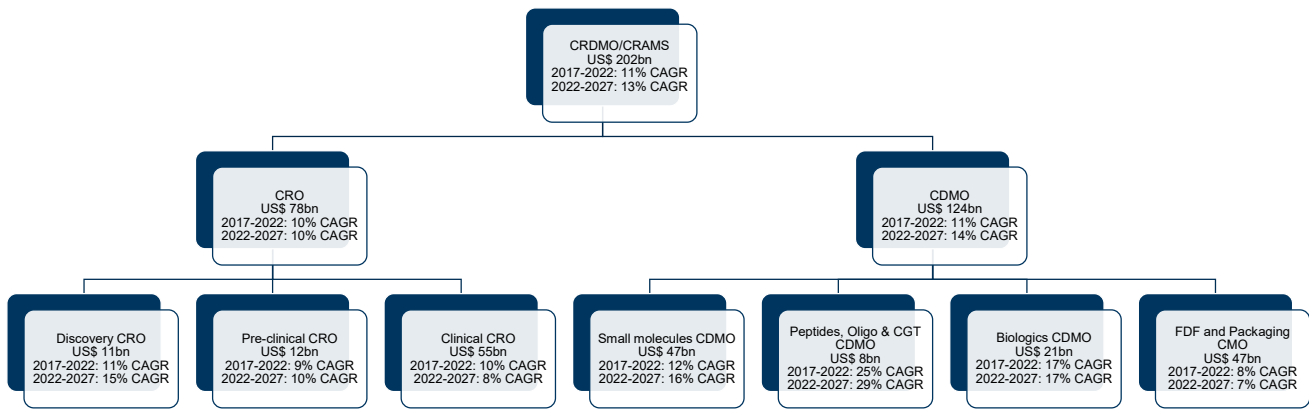 CRDMO/CRAMS
US$ 202bn
2017-2022: 11% CAGR
2022-2027: 13% CAGR
CRO
US$ 78bn
2017-2022: 10% CAGR
2022-2027: 10% CAGR
CDMO
US$ 124bn
2017-2022: 11% CAGR
2022-2027: 14% CAGR
Discovery CRO
US$ 11bn
2017-2022: 11% CAGR
2022-2027: 15% CAGR
Pre-clinical CRO
US$ 12bn
2017-2022: 9% CAGR
2022-2027: 10% CAGR
Clinical CRO
US$ 55bn
2017-2022: 10% CAGR
2022-2027: 8% CAGR
Small molecules CDMO
US$ 47bn
2017-2022: 12% CAGR
2022-2027: 16% CAGR
Peptides, Oligo & CGT
CDMO
US$ 8bn
2017-2022: 25% CAGR
2022-2027: 29% CAGR
Biologics CDMO
US$ 21bn
2017-2022: 17% CAGR
2022-2027: 17% CAGR
FDF and Packaging
CMO
US$ 47bn
2017-2022: 8% CAGR
2022-2027: 7% CAGR